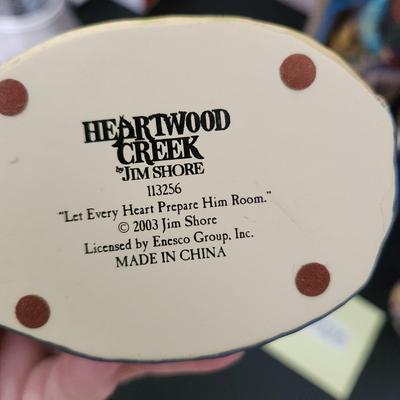 HEARTWOOD
CREEK
by JIM SHORE
113256
"Let Every Heart Prepare Him Room."
© 2003 Jim Shore
Licensed by Enesco Group, Inc.
MADE IN CHINA